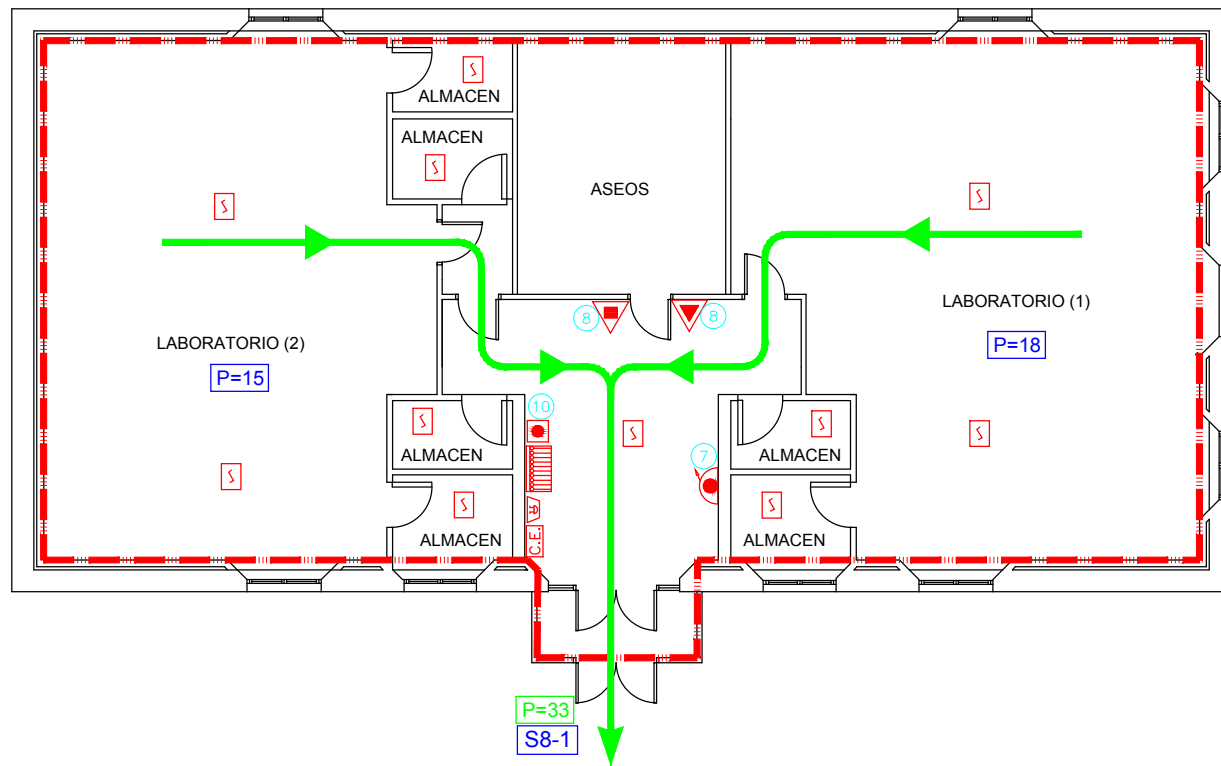 ALMACEN
ALMACEN
ASEOS
LABORATORIO (1)
8
8
P=18
LABORATORIO (2)
P=15
10
ALMACEN
ALMACEN
7
ALMACEN
ALMACEN
C.E.
P=33
S8-1